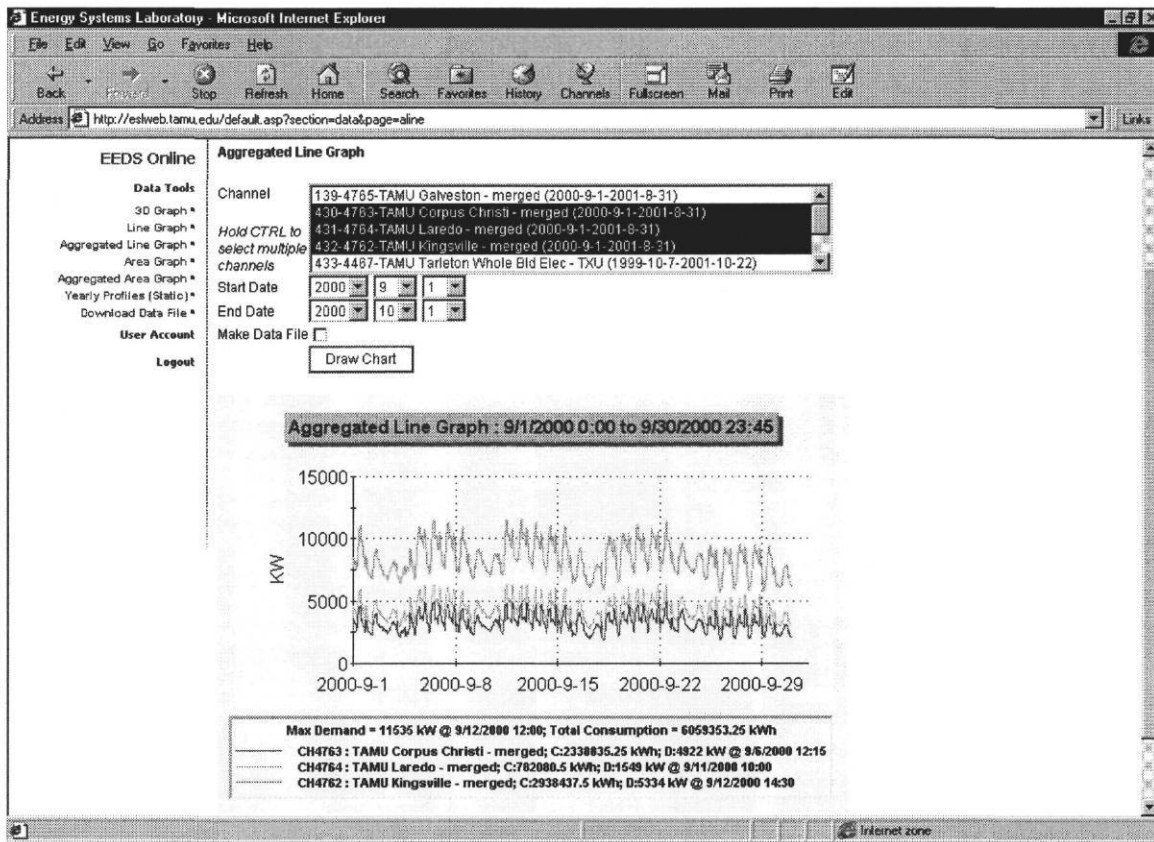 Energy Systems Laboratory - Microsoft Internet Explorer
File Edit View Go Favorites Help
Back Forward Stop Refresh Home Search Favorites History Channels Fullscreen Mail Print Edit
Address http://eslweb.tamu.edu/default.asp?section=data&page=aline Links
EEDS Online
Data Tools
3D Graph
Line Graph
Aggregated Line Graph
Area Graph
Aggregated Area Graph
Yearly Profiles (Static)
Download Data File
User Account
Logout
Aggregated Line Graph
Channel
Hold CTRL to
select multiple
channels
139-4765-TAMU Galveston - merged (2000-9-1-2001-8-31)
430-4763-TAMU Corpus Christi - merged (2000-9-1-2001-8-31)
431-4764-TAMU Laredo - merged (2000-9-1-2001-8-31)
432-4762-TAMU Kingsville - merged (2000-9-1-2001-8-31)
433-4467-TAMU Tarleton Whole Bld Elec - TXU (1999-10-7-2001-10-22)
Start Date 2000 9 1
End Date 2000 10 1
Make Data File
Draw Chart
Aggregated Line Graph : 9/1/2000 0:00 to 9/30/2000 23:45
KW
15000
10000
5000
0
2000-9-1 2000-9-8 2000-9-15 2000-9-22 2000-9-29
Max Demand = 11535 kW @ 9/12/2000 12:00; Total Consumption = 6059353.25 kWh
CH4763 : TAMU Corpus Christi - merged; C:2338835.25 kWh; D:4922 kW @ 9/6/2000 12:15
CH4764 : TAMU Laredo - merged; C:782080.5 kWh; D:1549 kW @ 9/11/2000 10:00
CH4762 : TAMU Kingsville - merged; C:2938437.5 kWh; D:5334 kW @ 9/12/2000 14:30
Internet zone